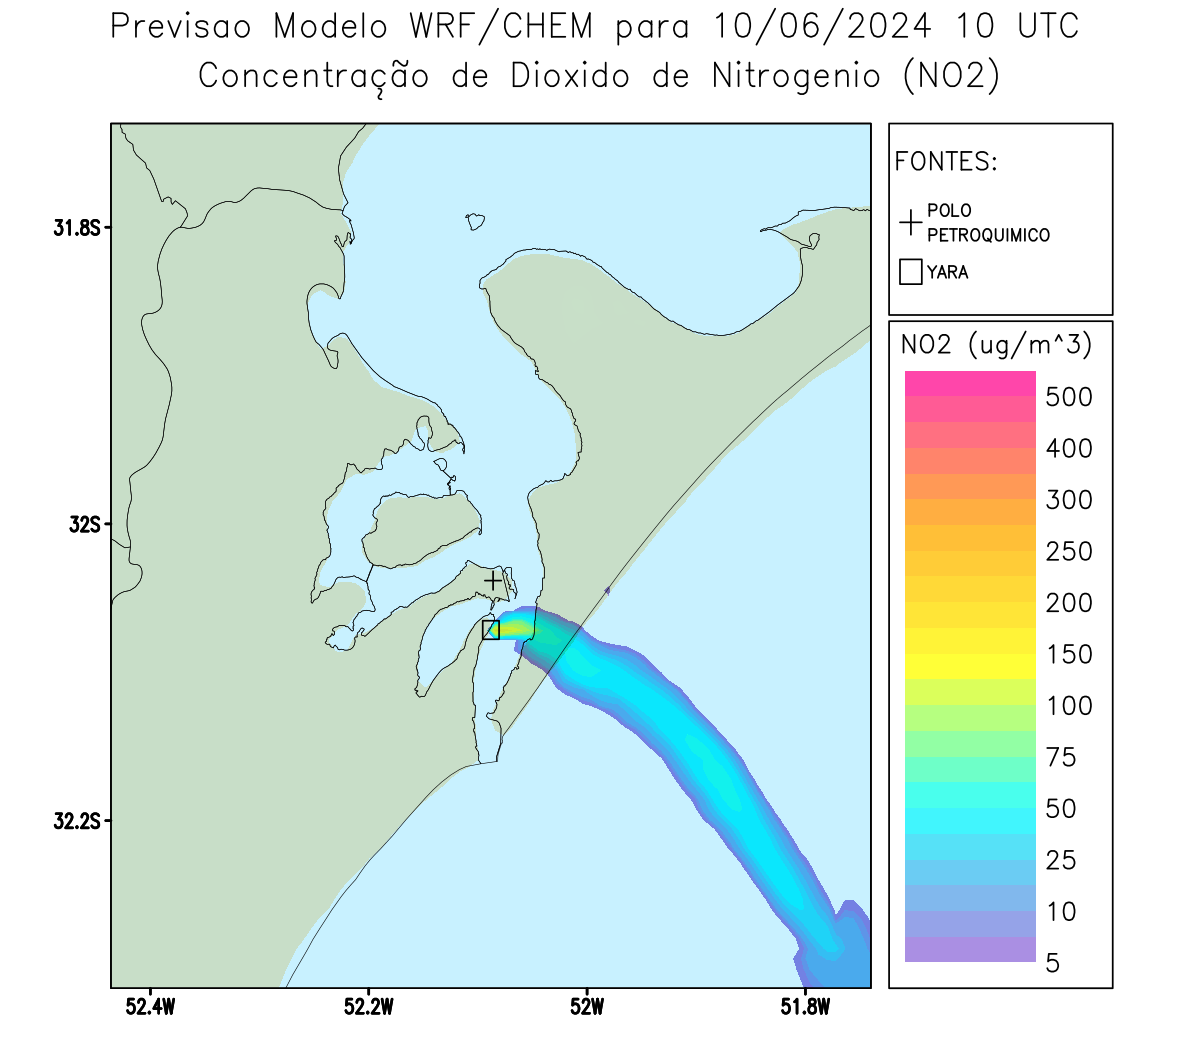 Previsao Modelo WRF/CHEM para 10/06/2024 10 UTC
Concentração de Dioxido de Nitrogenio (NO2)
FONTES:
POLO
PETROQUIMICO
YARA
NO2 (ug/m^3)
500
400
300
250
200
150
100
75
50
25
10
5
31.8S
32S
32.2S
52.4W
52.2W
52W
51.8W